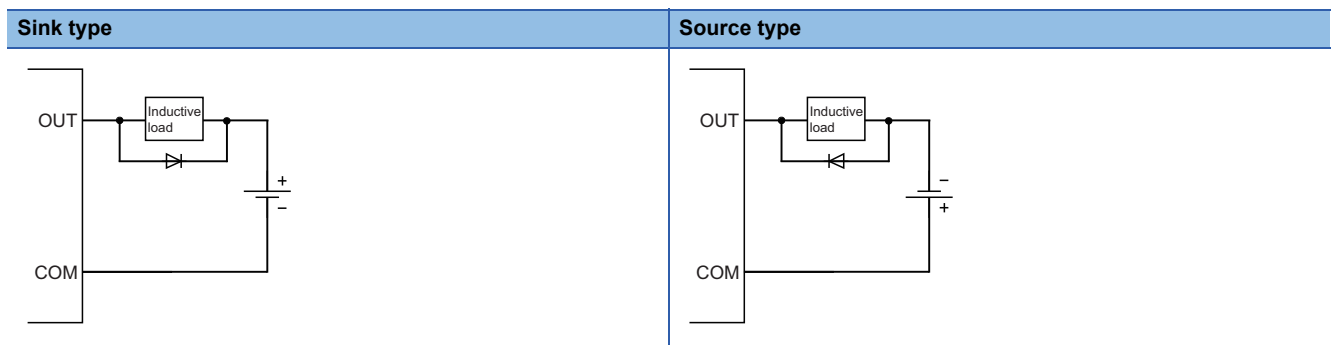 Sink type
Source type
OUT
Inductive
load
+
−
COM
OUT
Inductive
load
−
+
COM